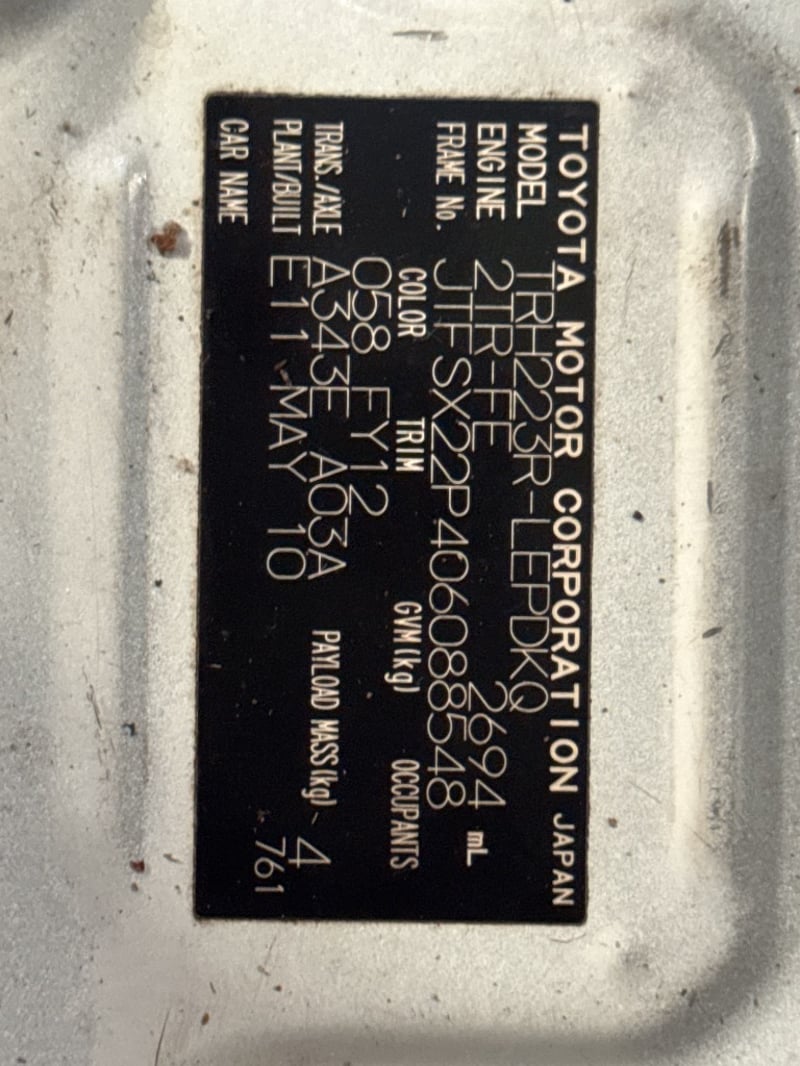 TOYOTA MOTOR CORPORATION JAPAN
MODEL TRH223R-LEPDKQ
ENGINE 2TR-FE 2694 mL
FRAME No. JTFSX22P406088548
COLOR TRIM GVM(kg) OCCUPANTS
058 FY12
TRANS./AXLE A343E A03A PAYLOAD MASS(kg) 4
PLANT/BUILT E11 MAY 10 761
CAR NAME